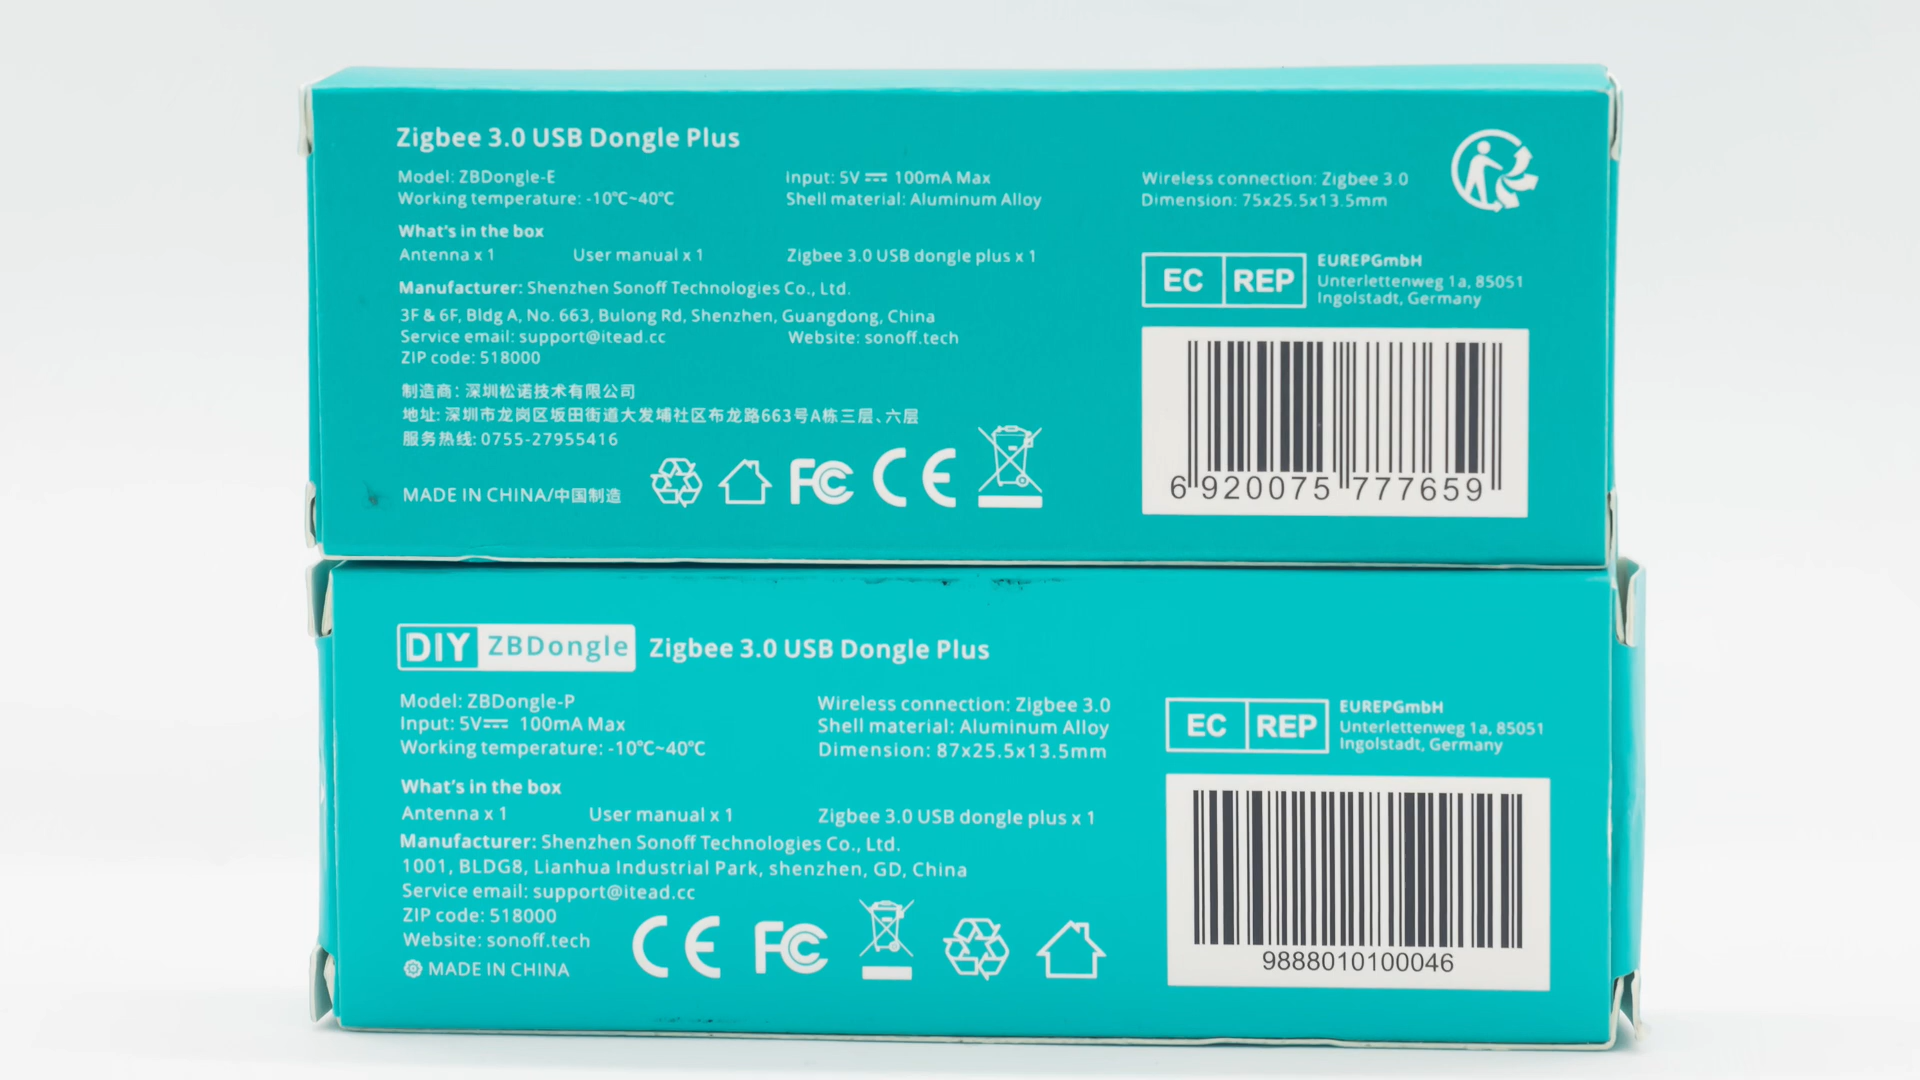 Zigbee 3.0 USB Dongle Plus
Model: ZBDongle-E
Input: 5V 100mA Max
Wireless connection: Zigbee 3.0
Working temperature: -10℃~40℃
Shell material: Aluminum Alloy
Dimension: 75x25.5x13.5mm
What's in the box
Antenna x 1
User manual x 1
Zigbee 3.0 USB dongle plus x 1
Manufacturer: Shenzhen Sonoff Technologies Co., Ltd.
3F & 6F, Bldg A, No. 663, Bulong Rd, Shenzhen, Guangdong, China
Service email: support@itead.cc
Website: sonoff.tech
ZIP code: 518000
制造商: 深圳松诺技术有限公司
地址: 深圳市龙岗区坂田街道大发埔社区布龙路663号A栋三层、六层
服务热线: 0755-27955416
MADE IN CHINA/中国制造
FC CE
EC REP
EUREPGmbH
Unterlettenweg 1a, 85051
Ingolstadt, Germany
6 920075 777659
DIY ZBDongle Zigbee 3.0 USB Dongle Plus
Model: ZBDongle-P
Input: 5V 100mA Max
Working temperature: -10℃~40℃
Wireless connection: Zigbee 3.0
Shell material: Aluminum Alloy
Dimension: 87x25.5x13.5mm
What's in the box
Antenna x 1
User manual x 1
Zigbee 3.0 USB dongle plus x 1
Manufacturer: Shenzhen Sonoff Technologies Co., Ltd.
1001, BLDG8, Lianhua Industrial Park, shenzhen, GD, China
Service email: support@itead.cc
ZIP code: 518000
Website: sonoff.tech
MADE IN CHINA
CE FC
EC REP
EUREPGmbH
Unterlettenweg 1a, 85051
Ingolstadt, Germany
9888010100046